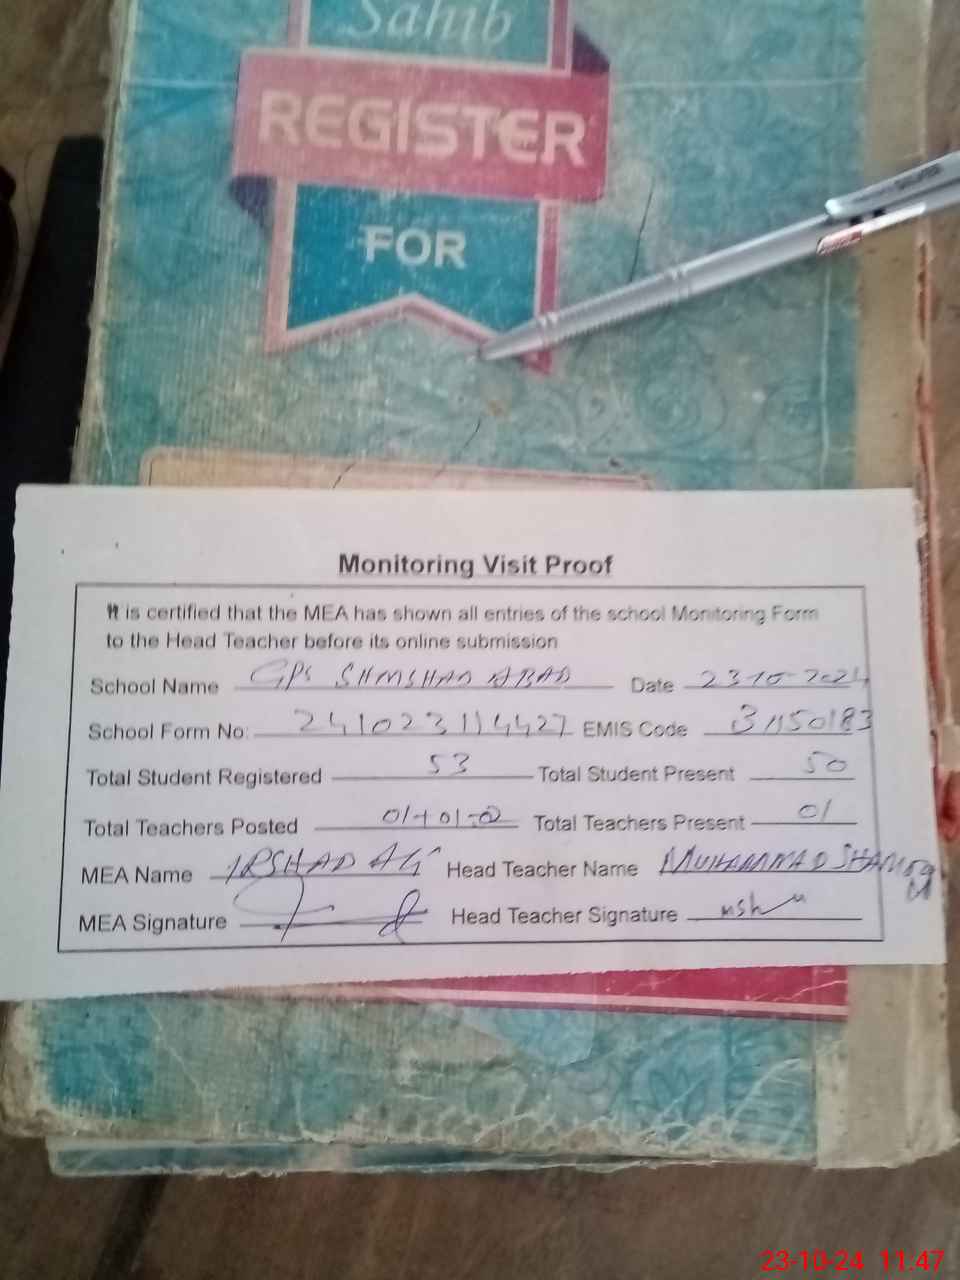 Sahib
REGISTER
FOR
Monitoring Visit Proof
It is certified that the MEA has shown all entries of the school Monitoring Form
to the Head Teacher before its online submission
School Name GPS SHMSHAD ABAD Date 23-10-2024
School Form No: 241023114427 EMIS Code 31150183
Total Student Registered 53 Total Student Present 50
Total Teachers Posted 01+01=02 Total Teachers Present 01
MEA Name IRSHAD ALI Head Teacher Name MUHAMMAD
MEA Signature Head Teacher Signature
23-10-24 11:47